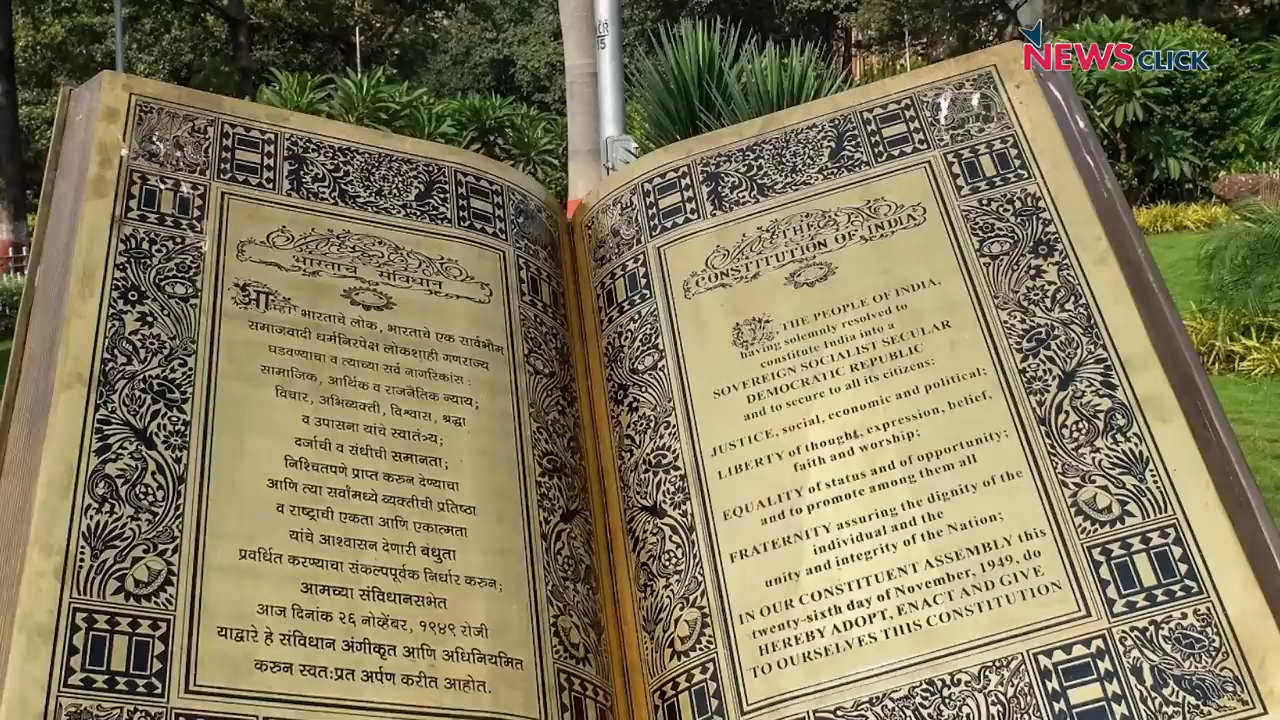 NEWSCLICK
भारताचे संविधान
आम्ही भारताचे लोक, भारताचे एक सार्वभौम
समाजवादी धर्मनिरपेक्ष लोकशाही गणराज्य
घडवण्याचा व त्याच्या सर्व नागरिकांस :
सामाजिक, आर्थिक व राजनैतिक न्याय;
विचार, अभिव्यक्ती, विश्वास, श्रद्धा
व उपासना यांचे स्वातंत्र्य;
दर्जाची व संधीची समानता;
निश्चितपणे प्राप्त करुन देण्याचा
आणि त्या सर्वांमध्ये व्यक्तीची प्रतिष्ठा
व राष्ट्राची एकता आणि एकात्मता
यांचे आश्वासन देणारी बंधुता
प्रवर्धित करण्याचा संकल्पपूर्वक निर्धार करुन;
आमच्या संविधानसभेत
आज दिनांक २६ नोव्हेंबर, १९४९ रोजी
याद्वारे हे संविधान अंगीकृत आणि अधिनियमित
करुन स्वतःप्रत अर्पण करीत आहोत.
THE
CONSTITUTION OF INDIA
WE THE PEOPLE OF INDIA,
having solemnly resolved to
constitute India into a
SOVEREIGN SOCIALIST SECULAR
DEMOCRATIC REPUBLIC
and to secure to all its citizens:
JUSTICE, social, economic and political;
LIBERTY of thought, expression, belief,
faith and worship;
EQUALITY of status and of opportunity;
and to promote among them all
FRATERNITY assuring the dignity of the
individual and the
unity and integrity of the Nation;
IN OUR CONSTITUENT ASSEMBLY this
twenty-sixth day of November, 1949, do
HEREBY ADOPT, ENACT AND GIVE
TO OURSELVES THIS CONSTITUTION